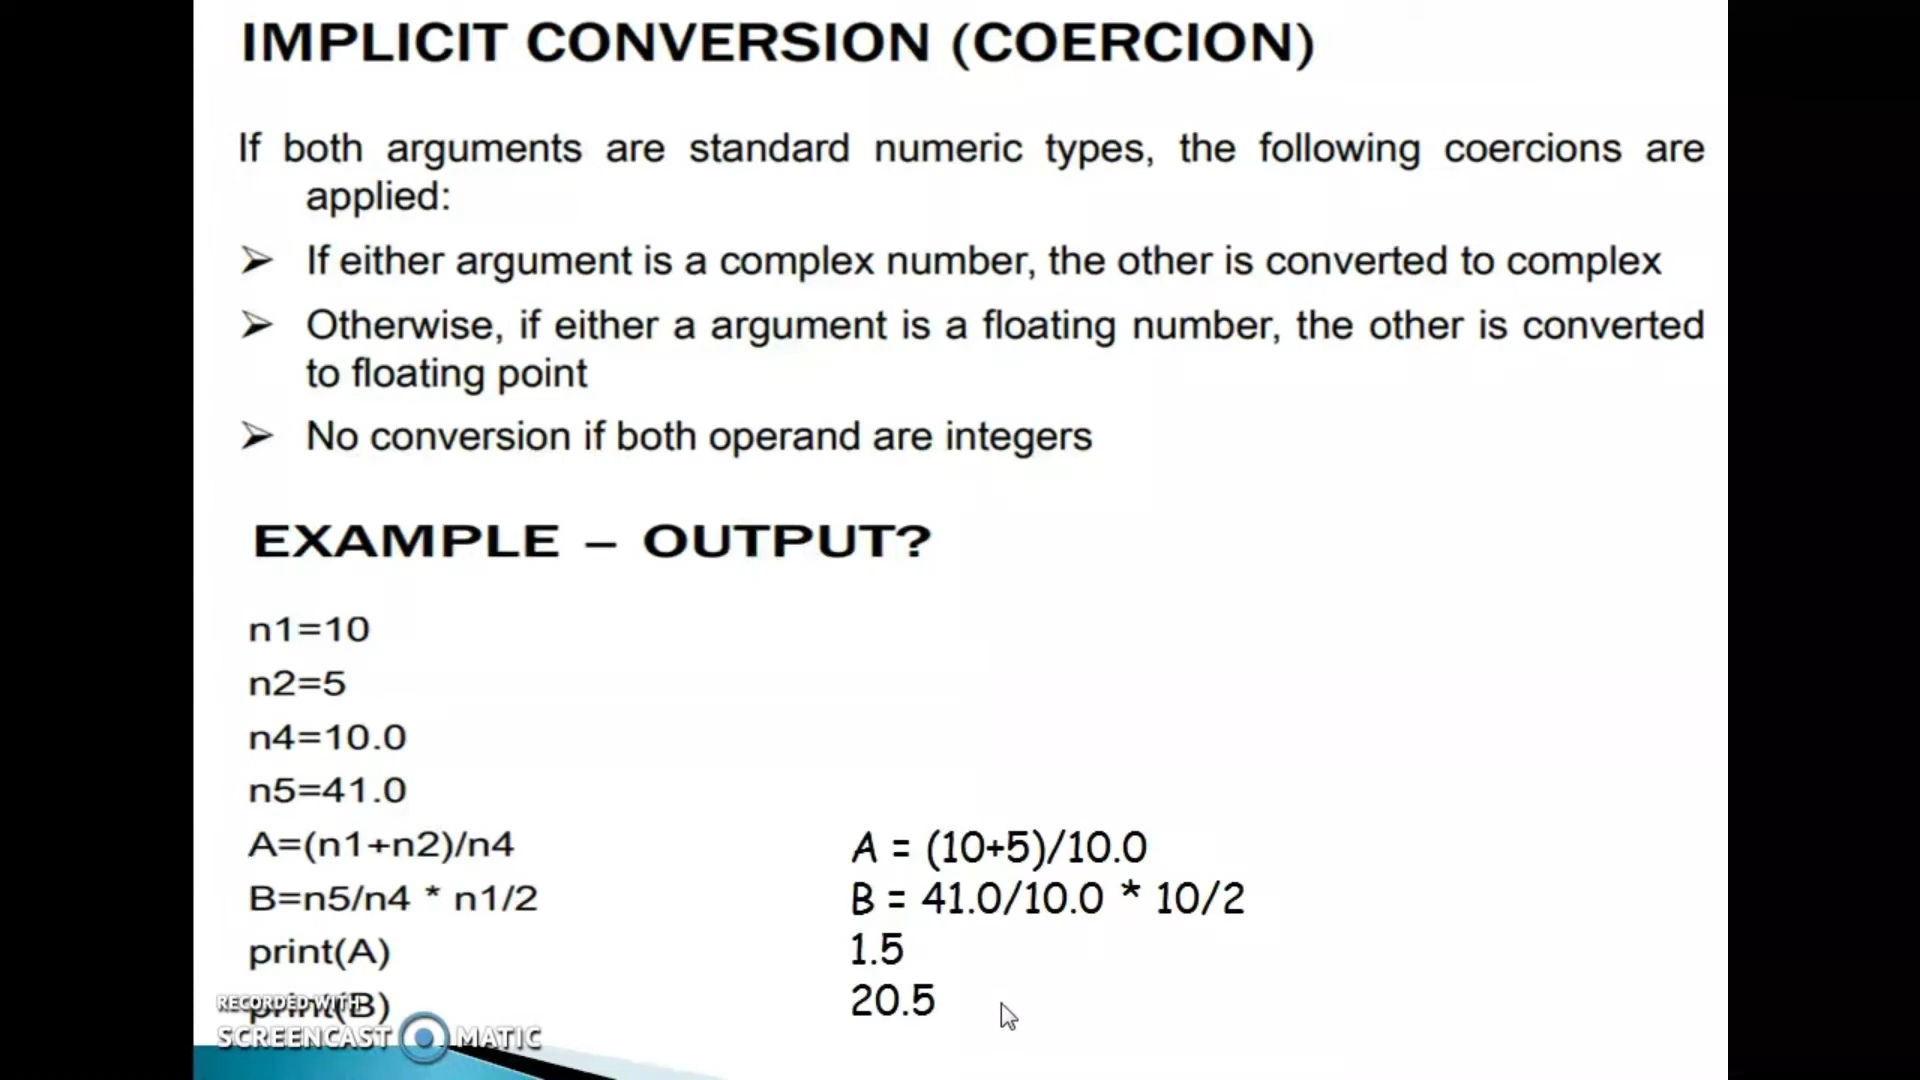 IMPLICIT CONVERSION (COERCION)
If both arguments are standard numeric types, the following coercions are
applied:
➢ If either argument is a complex number, the other is converted to complex
➢ Otherwise, if either a argument is a floating number, the other is converted
to floating point
➢ No conversion if both operand are integers
EXAMPLE – OUTPUT?
n1=10
n2=5
n4=10.0
n5=41.0
A=(n1+n2)/n4
B=n5/n4 * n1/2
print(A)
print(B)
A = (10+5)/10.0
B = 41.0/10.0 * 10/2
1.5
20.5
RECORDED WITH
SCREENCAST MATIC